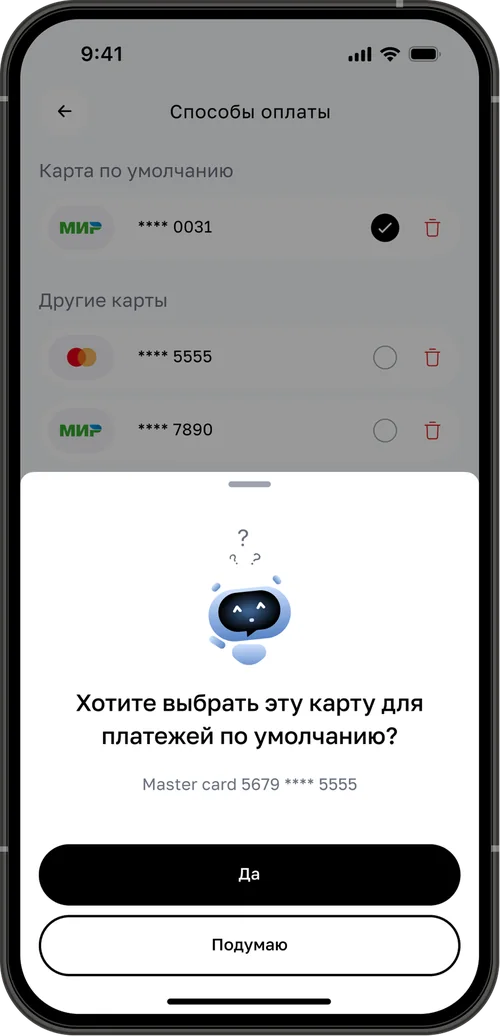 9:41
Способы оплаты
Карта по умолчанию
МИР **** 0031
Другие карты
**** 5555
МИР **** 7890
?
? ?
Хотите выбрать эту карту для
платежей по умолчанию?
Master card 5679 **** 5555
Да
Подумаю